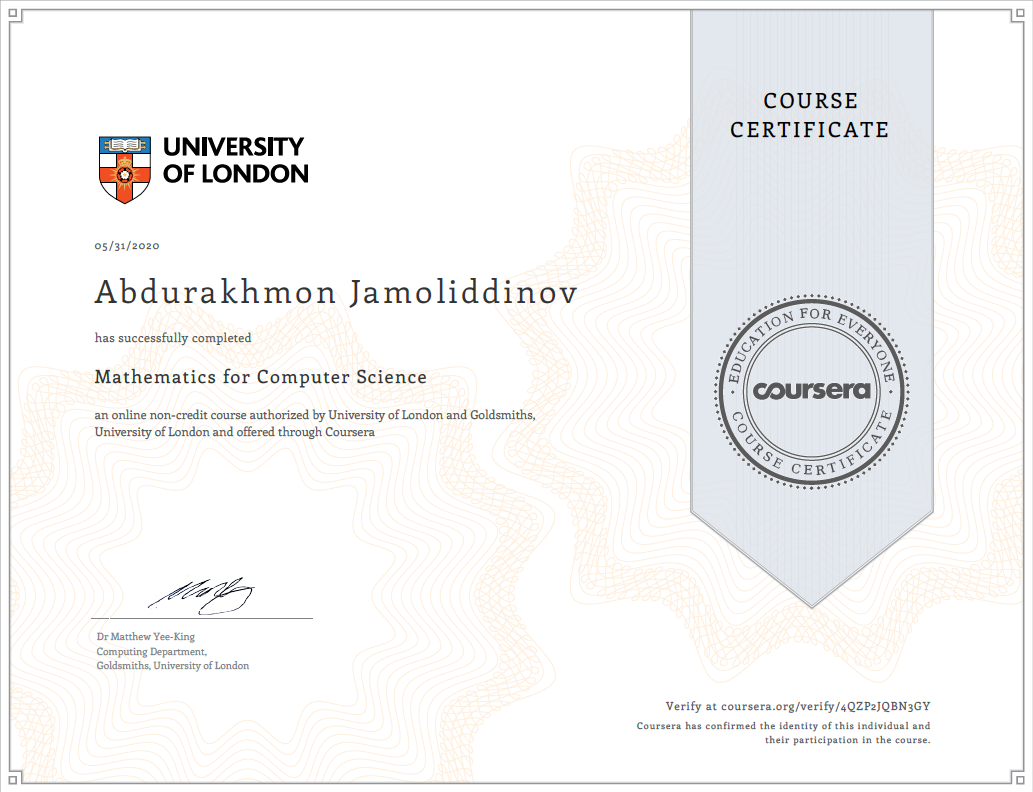 COURSE
CERTIFICATE
UNIVERSITY
OF LONDON
05/31/2020
Abdurakhmon Jamoliddinov
has successfully completed
Mathematics for Computer Science
an online non-credit course authorized by University of London and Goldsmiths,
University of London and offered through Coursera
EDUCATION FOR EVERYONE
coursera
COURSE CERTIFICATE
Dr Matthew Yee-King
Computing Department,
Goldsmiths, University of London
Verify at coursera.org/verify/4QZP2JQBN3GY
Coursera has confirmed the identity of this individual and
their participation in the course.